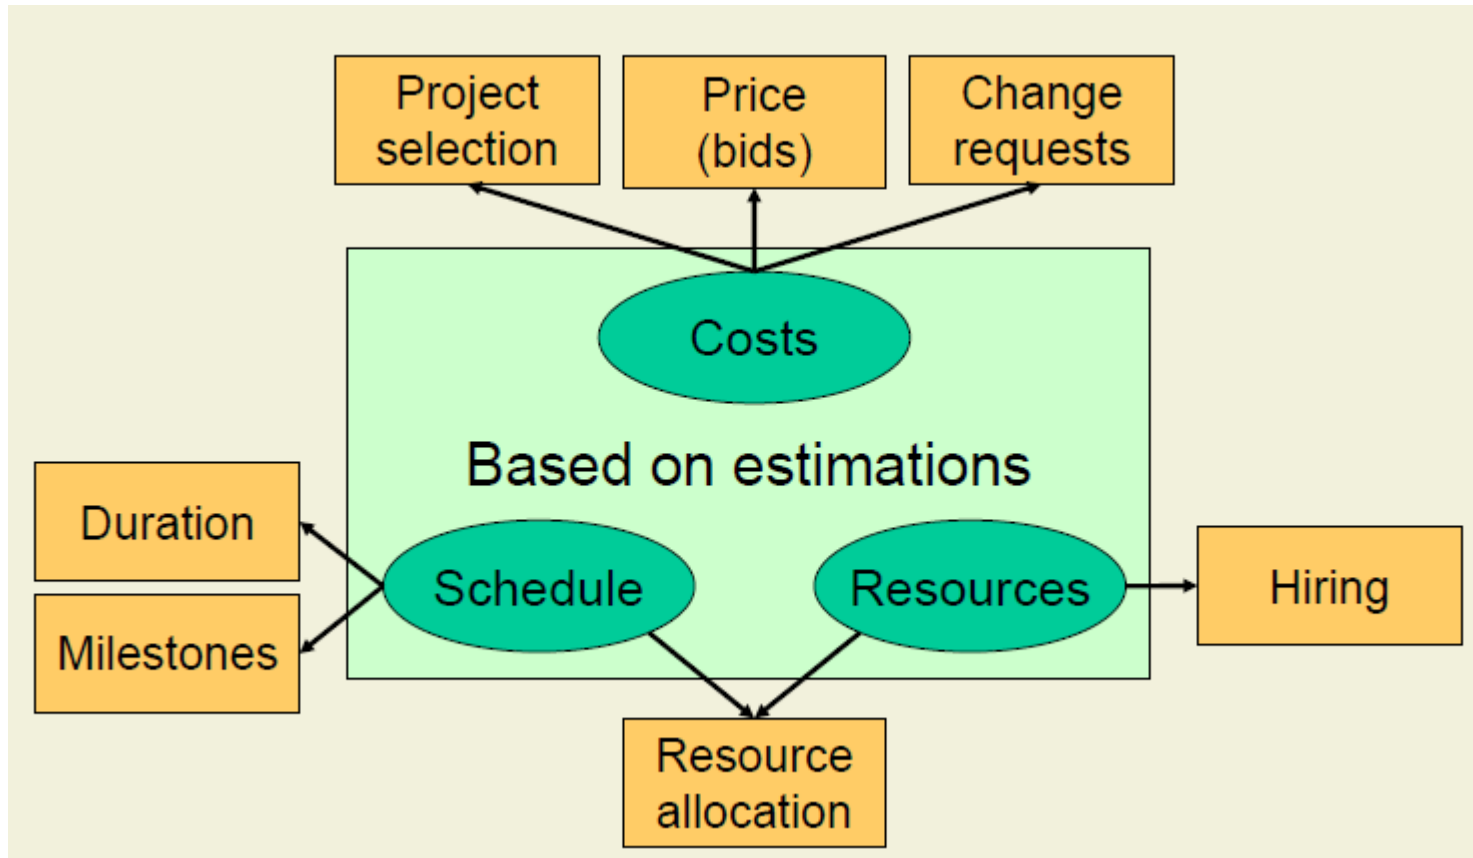 Project
selection
Price
(bids)
Change
requests
Costs
Based on estimations
Duration
Schedule
Resources
Hiring
Milestones
Resource
allocation